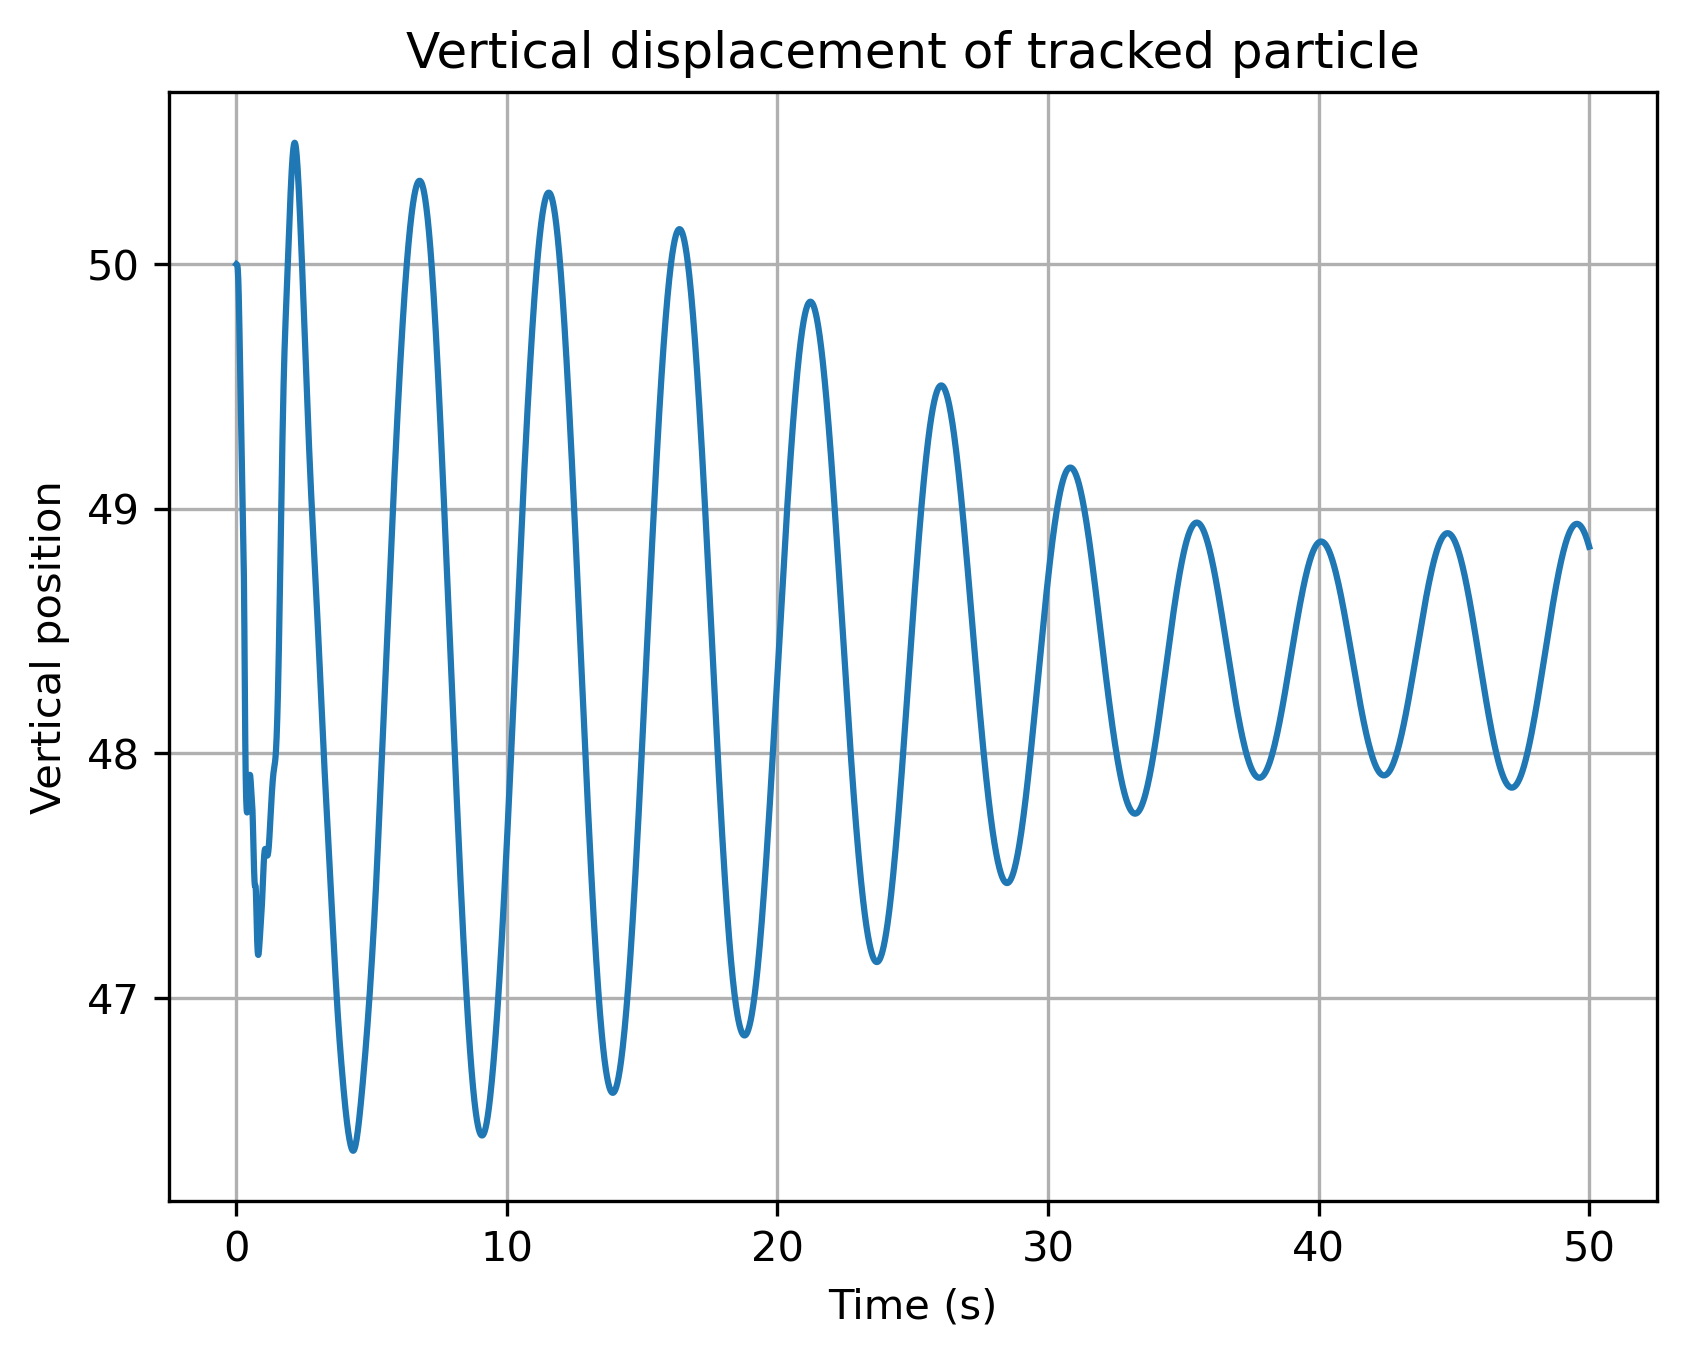 Vertical displacement of tracked particle
Vertical position
50
49
48
47
0 10 20 30 40 50
Time (s)